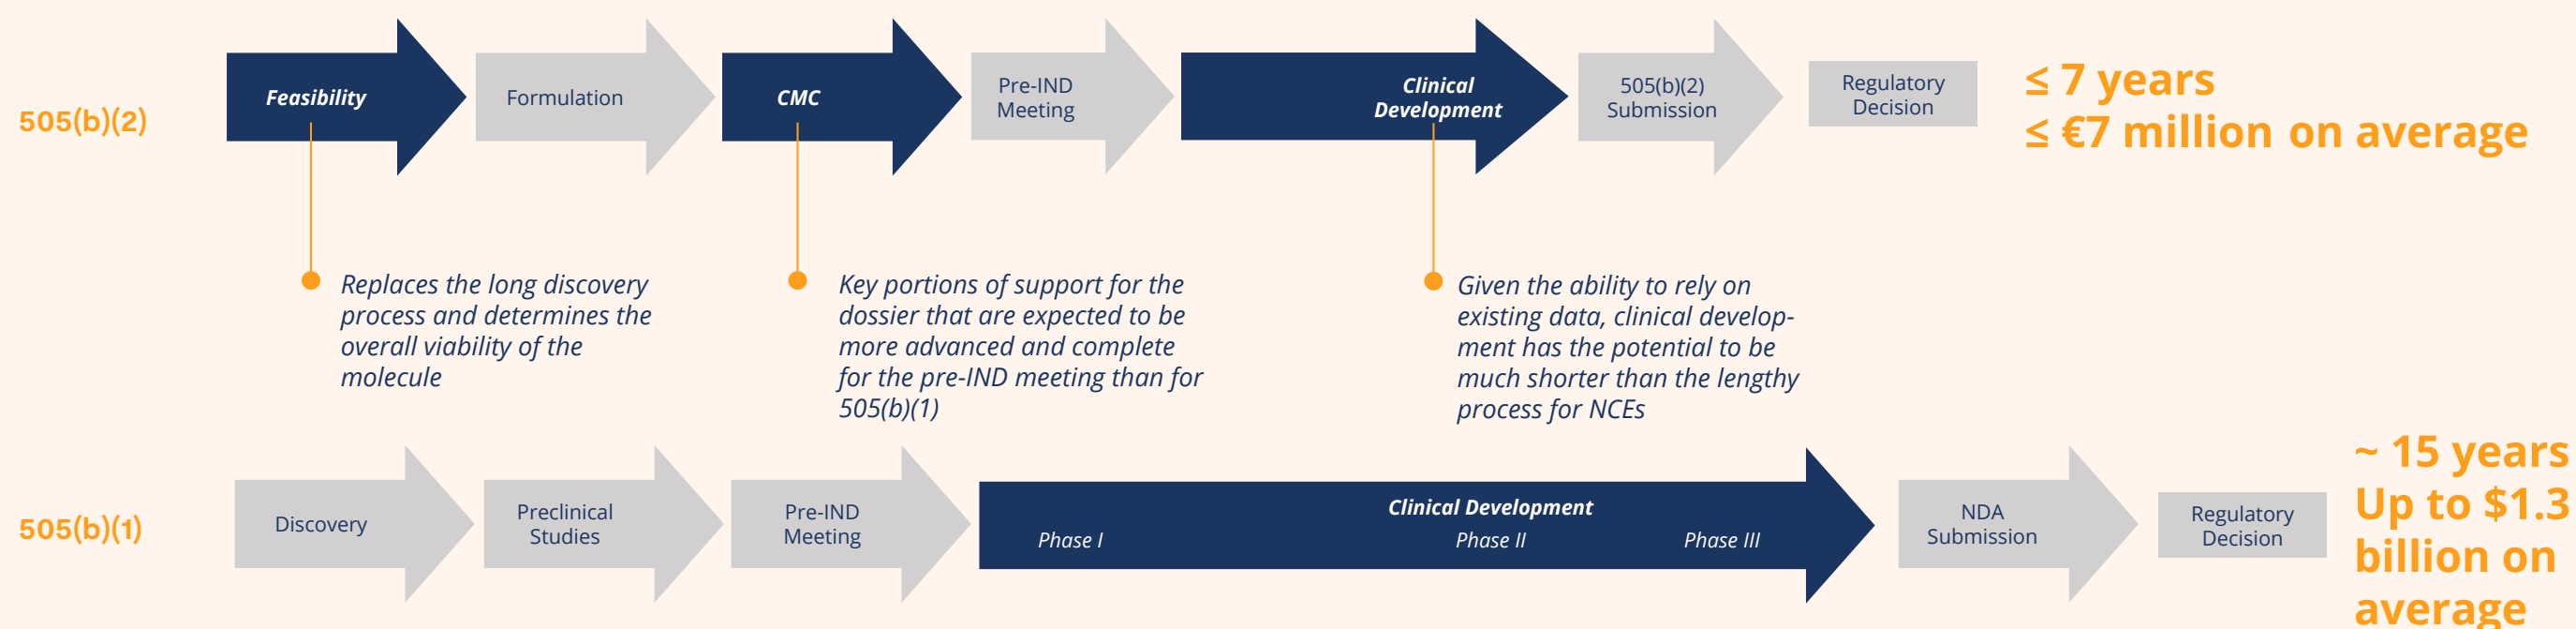 505(b)(2)
Feasibility
Formulation
CMC
Pre-IND
Meeting
Clinical
Development
505(b)(2)
Submission
Regulatory
Decision
≤ 7 years
≤ €7 million on average
Replaces the long discovery
process and determines the
overall viability of the
molecule
Key portions of support for the
dossier that are expected to be
more advanced and complete
for the pre-IND meeting than for
505(b)(1)
Given the ability to rely on
existing data, clinical develop-
ment has the potential to be
much shorter than the lengthy
process for NCEs
505(b)(1)
Discovery
Preclinical
Studies
Pre-IND
Meeting
Clinical Development
Phase I
Phase II
Phase III
NDA
Submission
Regulatory
Decision
~ 15 years
Up to $1.3
billion on
average